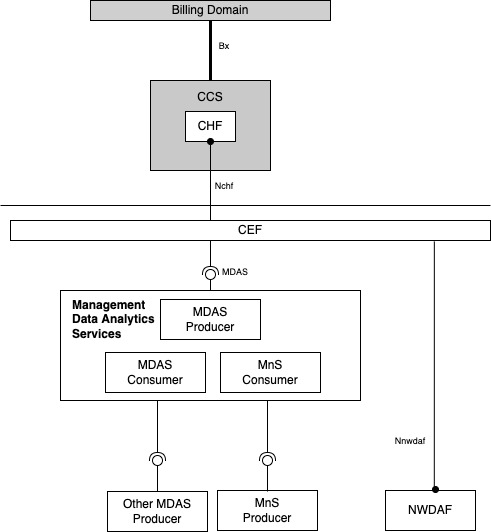 Billing Domain
Bx
CCS
CHF
Nchf
CEF
MDAS
Management
Data Analytics
Services
MDAS
Producer
MDAS
Consumer
MnS
Consumer
Nnwdaf
Other MDAS
Producer
MnS
Producer
NWDAF